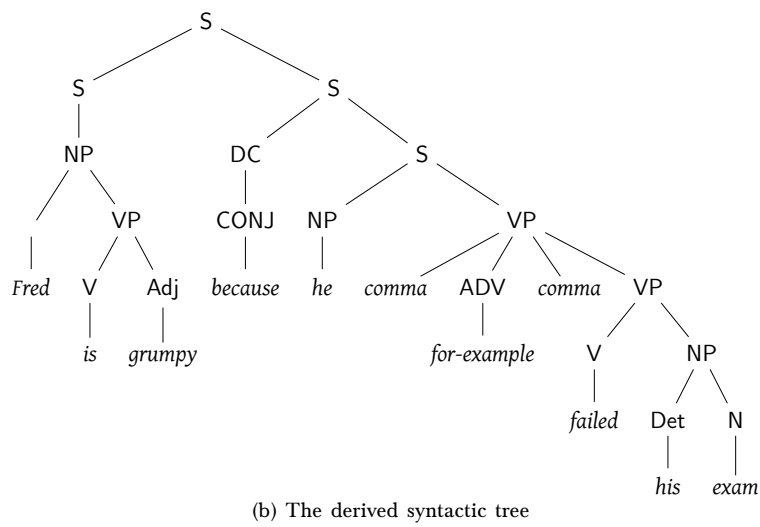 S
S S
NP DC S
VP CONJ NP VP
Fred V Adj because he comma ADV comma VP
is grumpy for-example V NP
failed Det N
his exam
(b) The derived syntactic tree